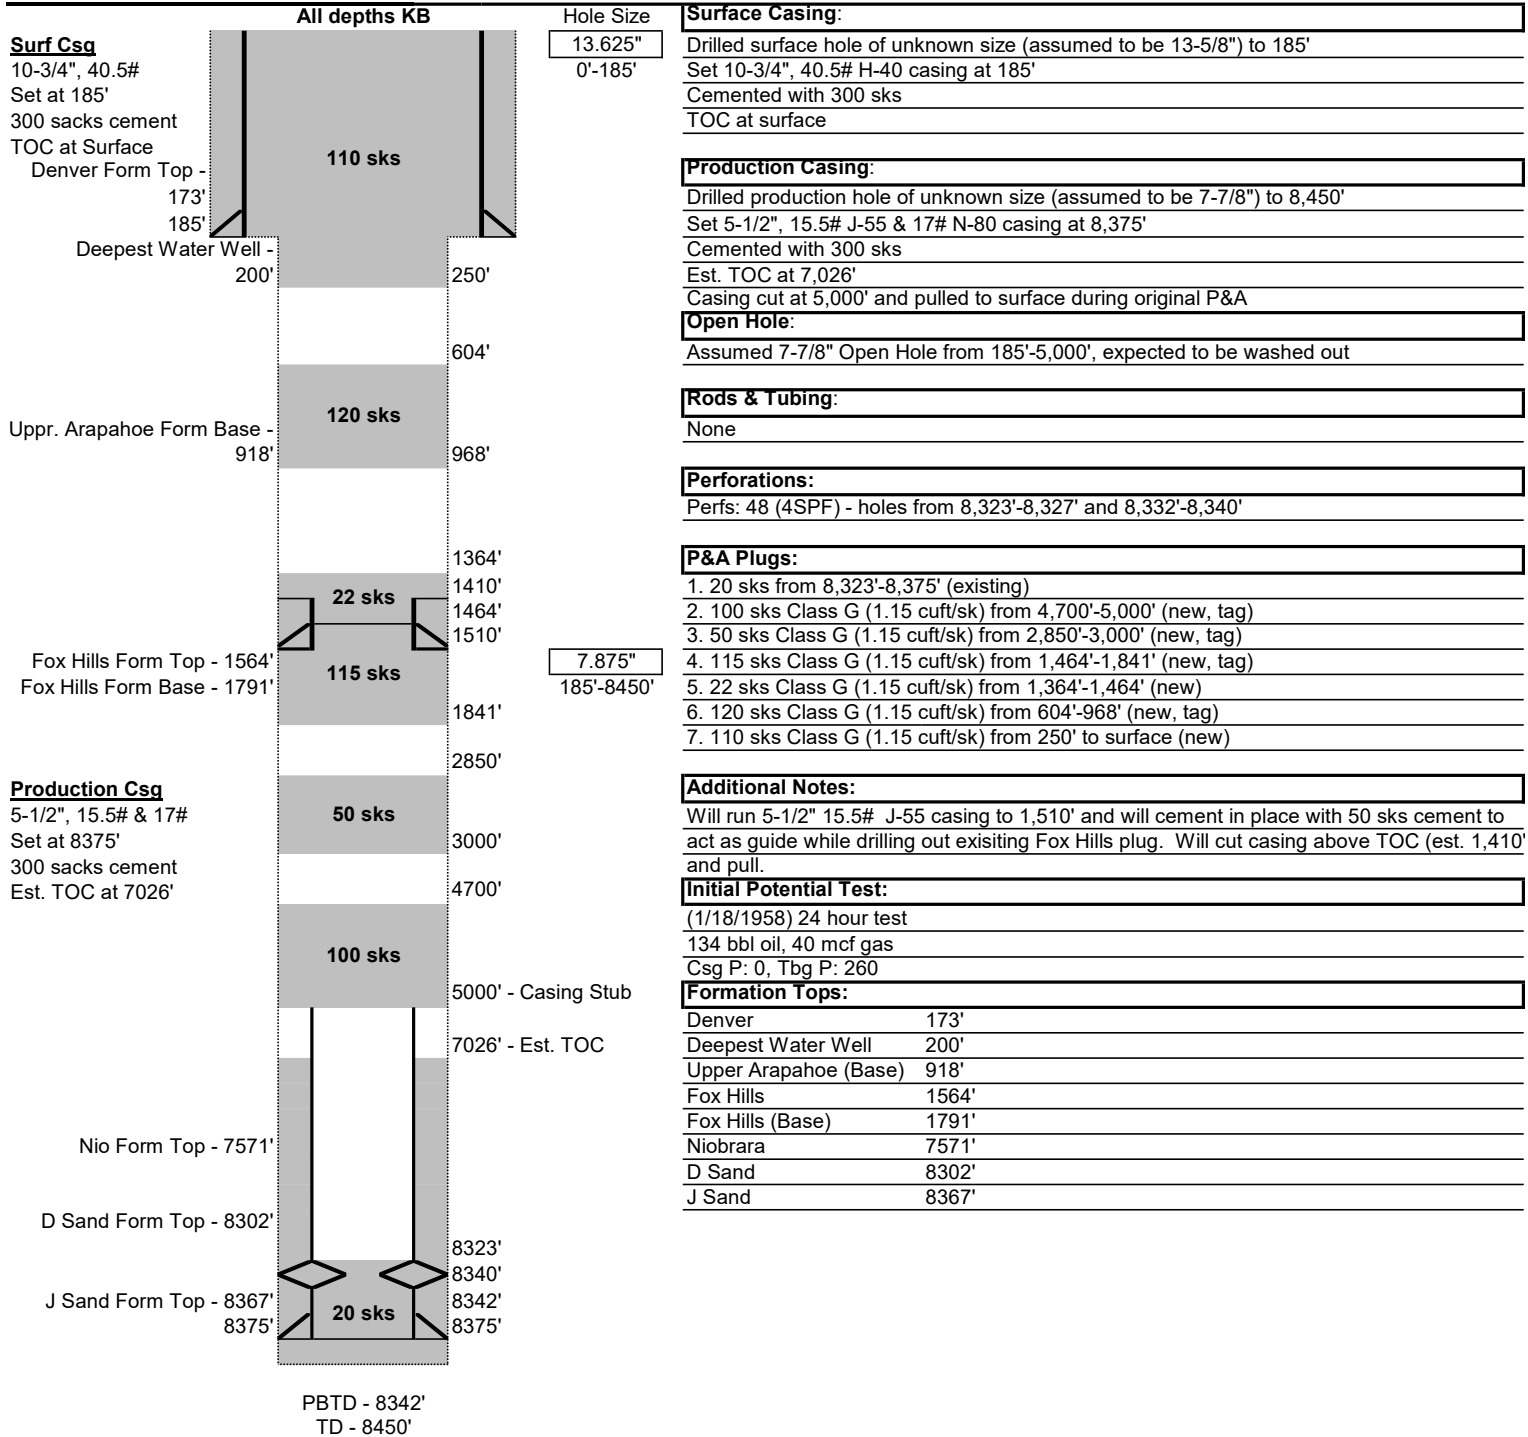 All depths KB
Hole Size
Surf Csg
10-3/4", 40.5#
Set at 185'
300 sacks cement
TOC at Surface
Denver Form Top -
173'
185'
Deepest Water Well -
200'
13.625"
0'-185'
110 sks
250'
604'
120 sks
Uppr. Arapahoe Form Base -
918'
968'
1364'
1410'
22 sks
1464'
1510'
Fox Hills Form Top - 1564'
Fox Hills Form Base - 1791'
115 sks
7.875"
185'-8450'
1841'
2850'
Production Csg
5-1/2", 15.5# & 17#
Set at 8375'
300 sacks cement
Est. TOC at 7026'
50 sks
3000'
4700'
100 sks
5000' - Casing Stub
7026' - Est. TOC
Nio Form Top - 7571'
D Sand Form Top - 8302'
8323'
8340'
J Sand Form Top - 8367'
8375'
20 sks
8342'
8375'
PBTD - 8342'
TD - 8450'
Surface Casing:
Drilled surface hole of unknown size (assumed to be 13-5/8") to 185'
Set 10-3/4", 40.5# H-40 casing at 185'
Cemented with 300 sks
TOC at surface
Production Casing:
Drilled production hole of unknown size (assumed to be 7-7/8") to 8,450'
Set 5-1/2", 15.5# J-55 & 17# N-80 casing at 8,375'
Cemented with 300 sks
Est. TOC at 7,026'
Casing cut at 5,000' and pulled to surface during original P&A
Open Hole:
Assumed 7-7/8" Open Hole from 185'-5,000', expected to be washed out
Rods & Tubing:
None
Perforations:
Perfs: 48 (4SPF) - holes from 8,323'-8,327' and 8,332'-8,340'
P&A Plugs:
1. 20 sks from 8,323'-8,375' (existing)
2. 100 sks Class G (1.15 cuft/sk) from 4,700'-5,000' (new, tag)
3. 50 sks Class G (1.15 cuft/sk) from 2,850'-3,000' (new, tag)
4. 115 sks Class G (1.15 cuft/sk) from 1,464'-1,841' (new, tag)
5. 22 sks Class G (1.15 cuft/sk) from 1,364'-1,464' (new)
6. 120 sks Class G (1.15 cuft/sk) from 604'-968' (new, tag)
7. 110 sks Class G (1.15 cuft/sk) from 250' to surface (new)
Additional Notes:
Will run 5-1/2" 15.5#  J-55 casing to 1,510' and will cement in place with 50 sks cement to
act as guide while drilling out exisiting Fox Hills plug.  Will cut casing above TOC (est. 1,410'
and pull.
Initial Potential Test:
(1/18/1958) 24 hour test
134 bbl oil, 40 mcf gas
Csg P: 0, Tbg P: 260
Formation Tops:
Denver 173'
Deepest Water Well 200'
Upper Arapahoe (Base) 918'
Fox Hills 1564'
Fox Hills (Base) 1791'
Niobrara 7571'
D Sand 8302'
J Sand 8367'